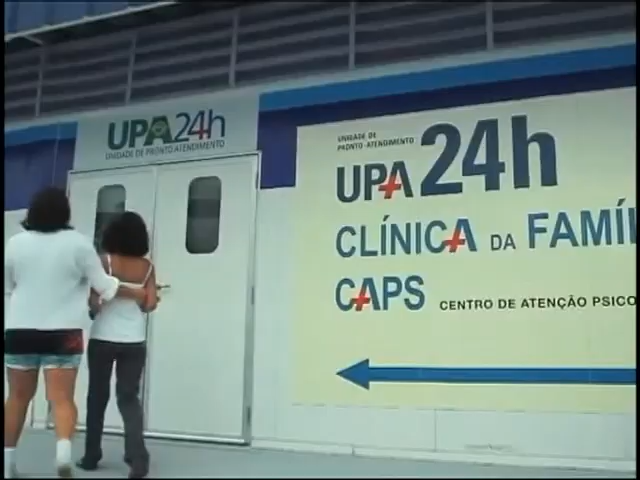 UPA24h
UNIDADE DE PRONTO ATENDIMENTO
UNIDADE DE
PRONTO ATENDIMENTO
UPA 24h
CLÍNICA DA FAMÍ
CAPS CENTRO DE ATENÇÃO PSICO